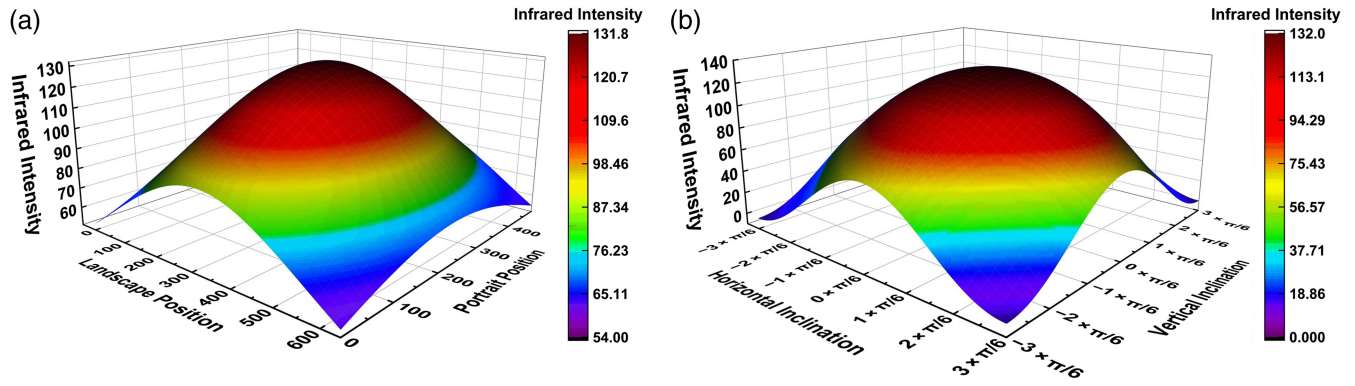 (a)
Infrared Intensity
131.8
120.7
109.6
98.46
87.34
76.23
65.11
54.00
Infrared Intensity
130
120
110
100
90
80
70
60
0
100
200
300
400
500
600
Landscape Position
0
100
200
300
400
Portrait Position
(b)
Infrared Intensity
132.0
113.1
94.29
75.43
56.57
37.71
18.86
0.000
Infrared Intensity
140
120
100
80
60
40
20
0
−3 × π/6
−2 × π/6
−1 × π/6
0 × π/6
1 × π/6
2 × π/6
3 × π/6
Horizontal Inclination
−3 × π/6
−2 × π/6
−1 × π/6
0 × π/6
1 × π/6
2 × π/6
3 × π/6
Vertical Inclination